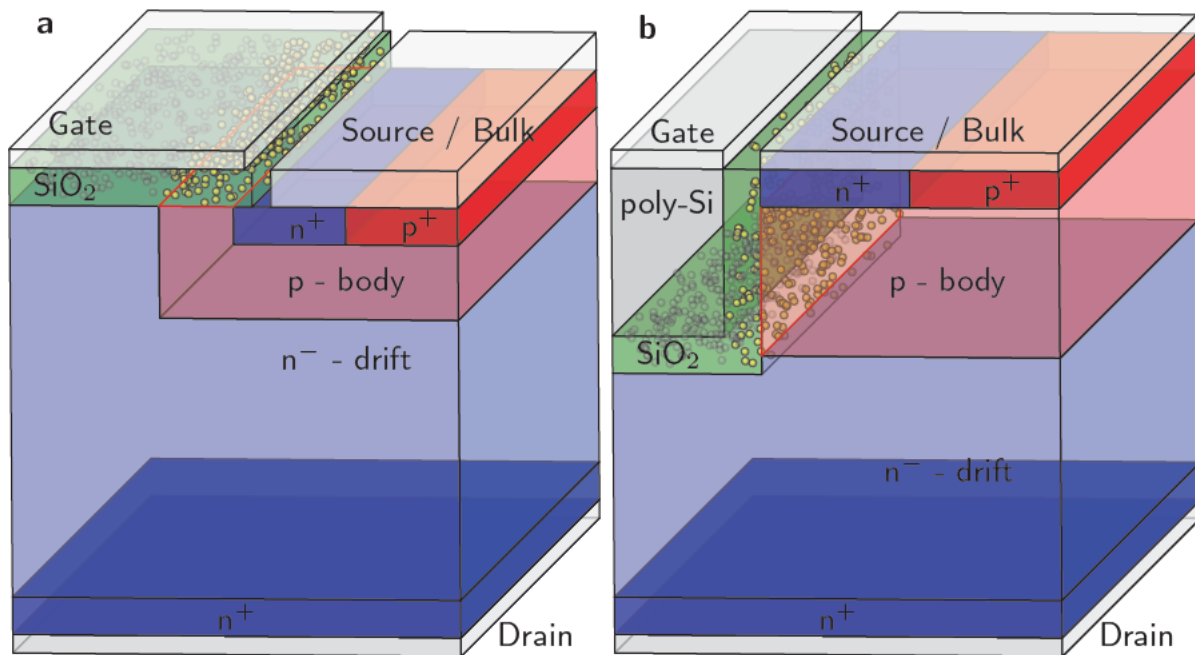 a
Gate
Source / Bulk
SiO₂
n⁺
p⁺
p - body
n⁻ - drift
n⁺
Drain
b
Gate
Source / Bulk
poly-Si
n⁺
p⁺
p - body
SiO₂
n⁻ - drift
n⁺
Drain